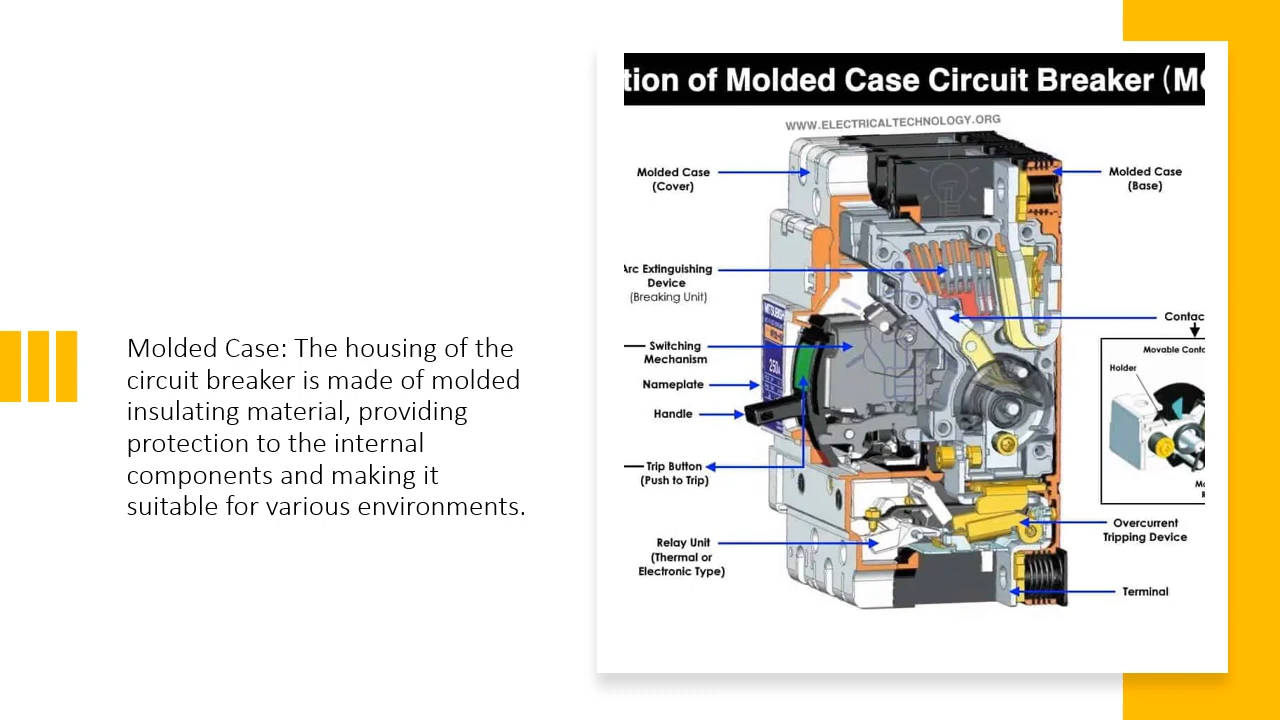 Molded Case: The housing of the
circuit breaker is made of molded
insulating material, providing
protection to the internal
components and making it
suitable for various environments.
tion of Molded Case Circuit Breaker (MC
WWW.ELECTRICALTECHNOLOGY.ORG
Molded Case
(Cover)
Molded Case
(Base)
Arc Extinguishing
Device
(Breaking Unit)
Contac
Movable Conta
Holder
Switching
Mechanism
Nameplate
Handle
Trip Button
(Push to Trip)
Relay Unit
(Thermal or
Electronic Type)
Overcurrent
Tripping Device
Terminal
MITSUBISHI
250A